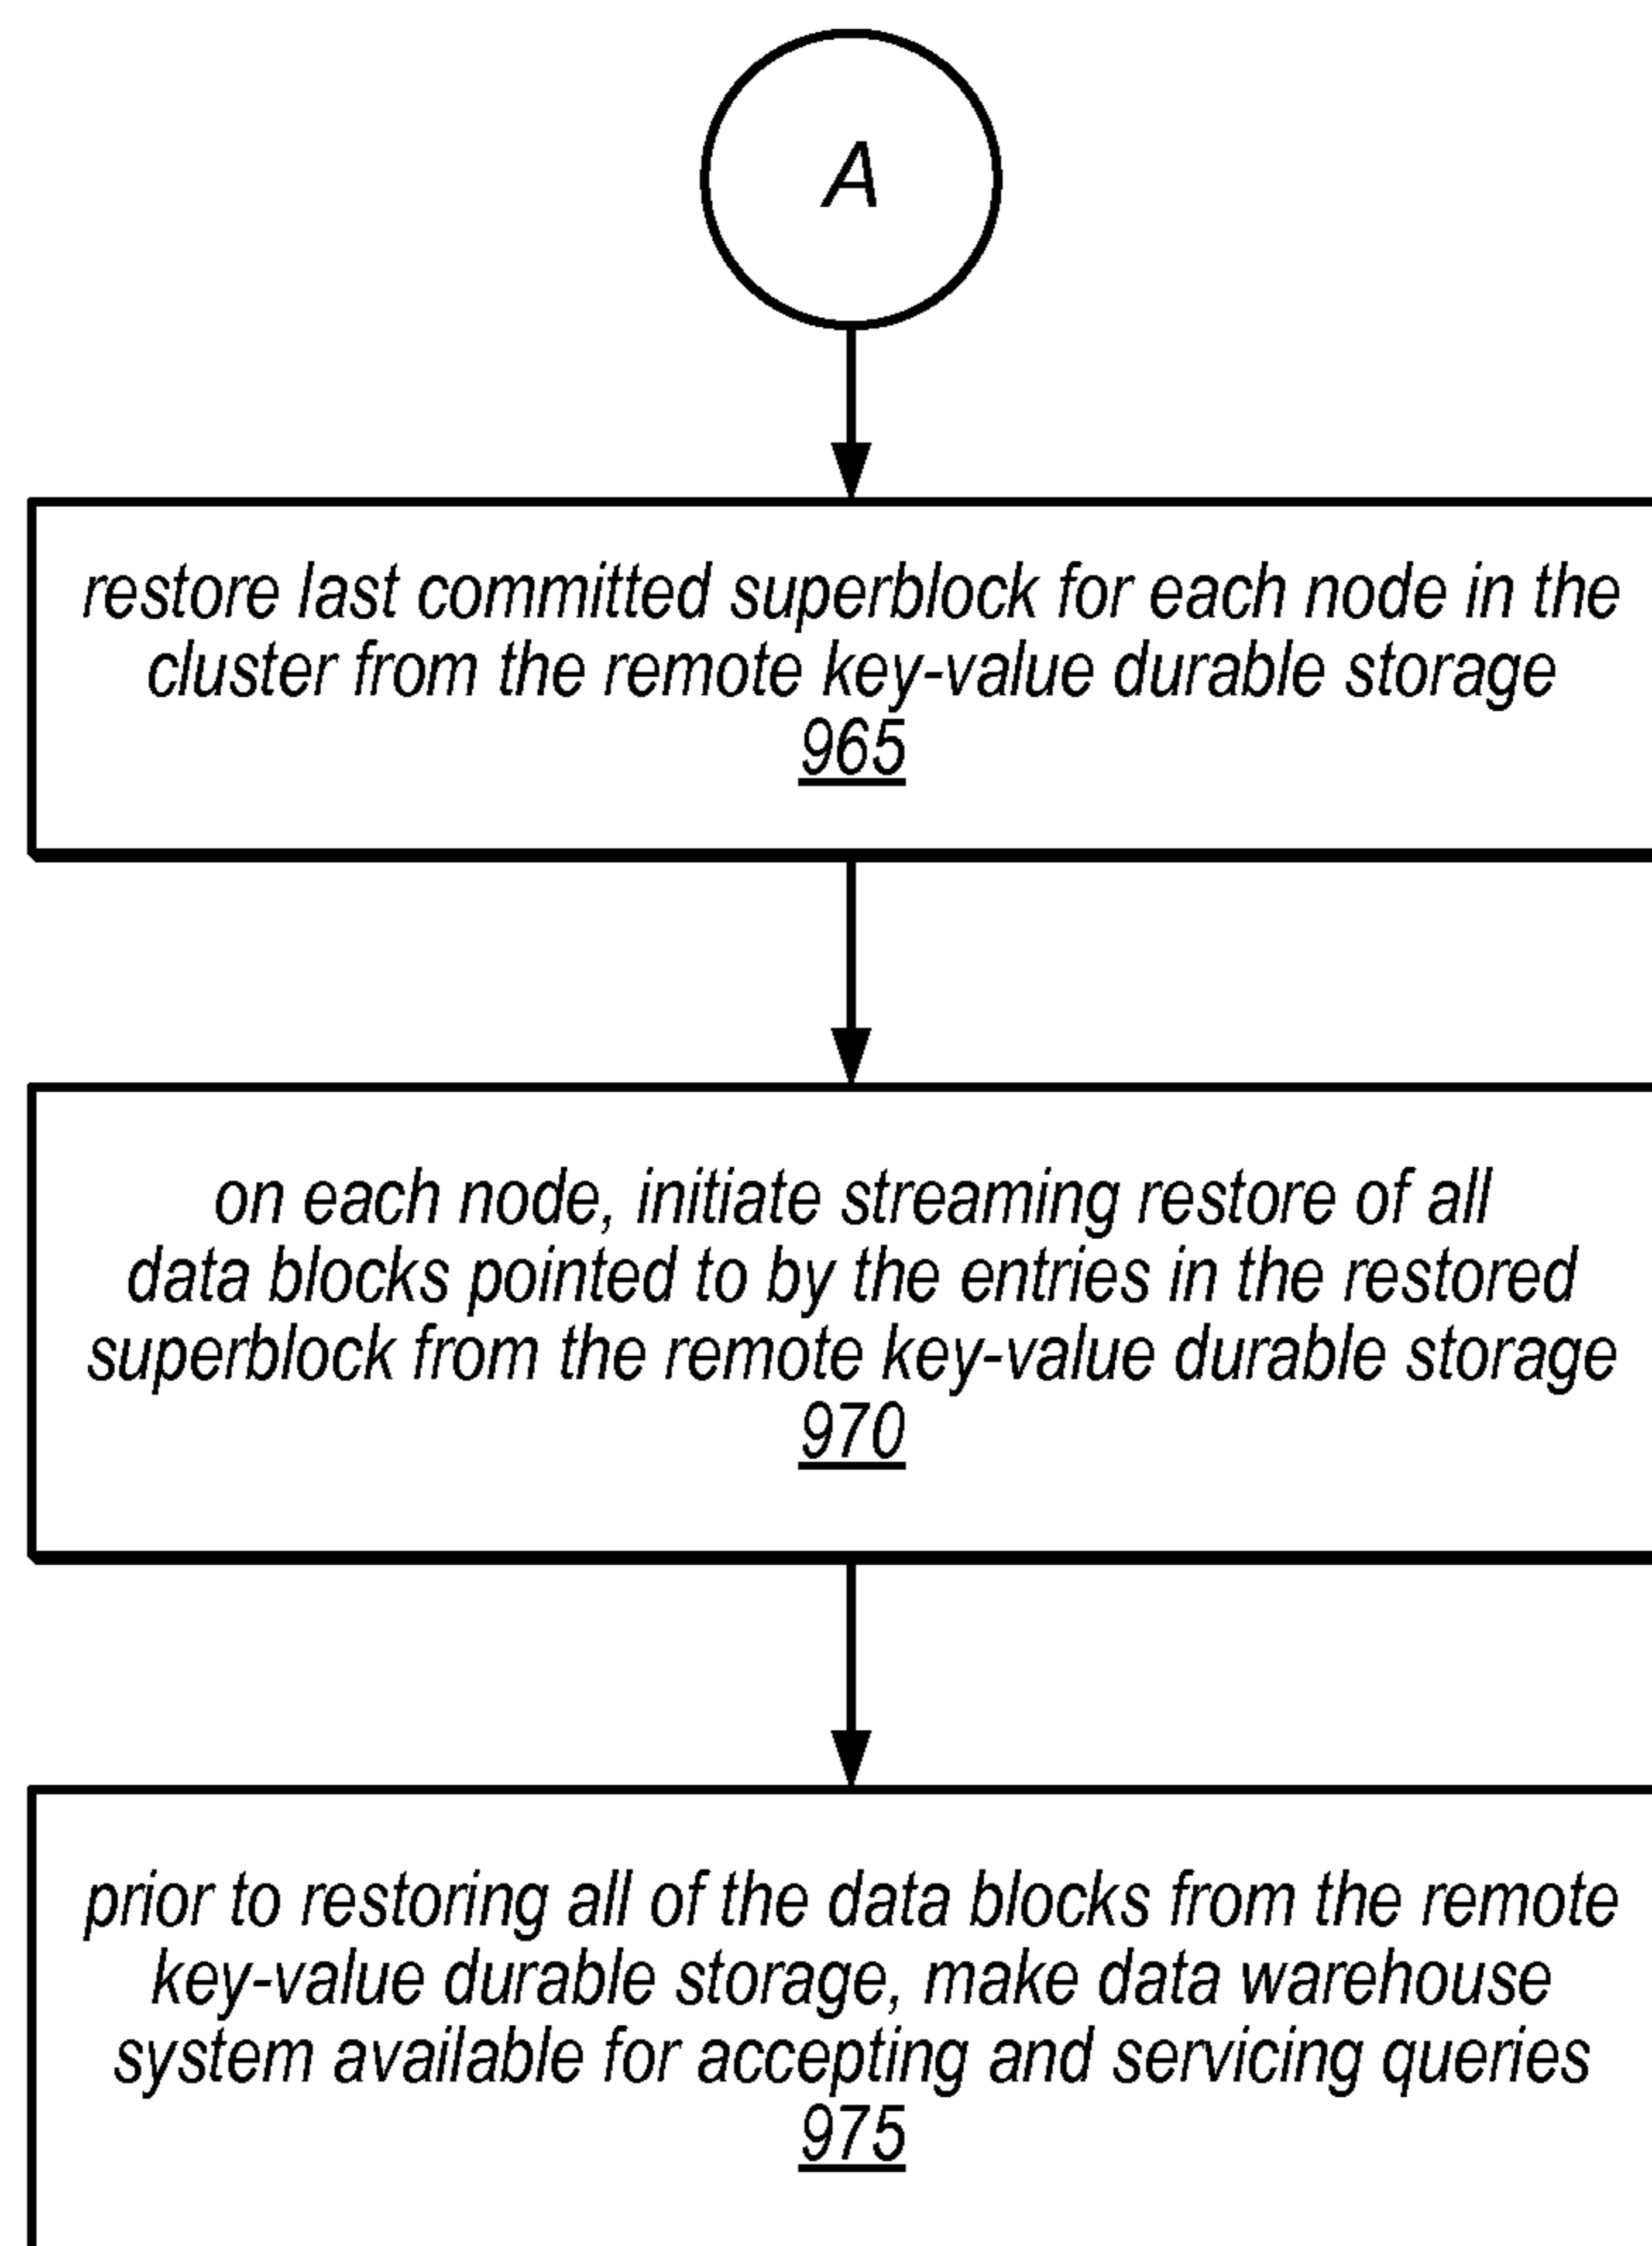 A
restore last committed superblock for each node in the
cluster from the remote key-value durable storage
965
on each node, initiate streaming restore of all
data blocks pointed to by the entries in the restored
superblock from the remote key-value durable storage
970
prior to restoring all of the data blocks from the remote
key-value durable storage, make data warehouse
system available for accepting and servicing queries
975